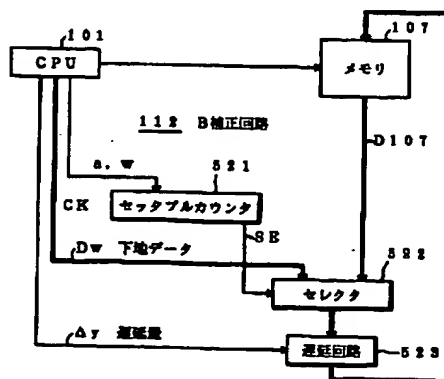 101
CPU
107
メモリ
112 B補正回路
D107
a, w
521
CK
セッタブルカウンタ
SE
Dw 下地データ
522
セレクタ
Δy 遅延量
遅延回路
523